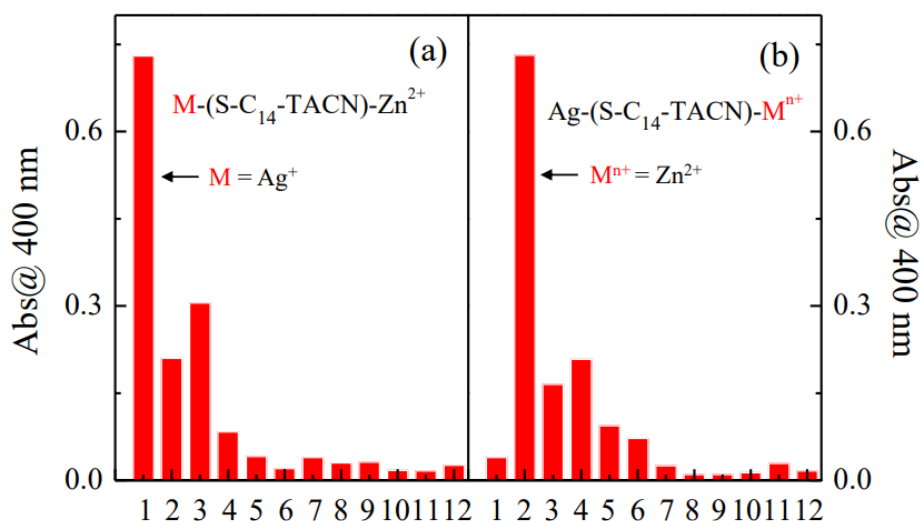 (a)
M-(S-C₁₄-TACN)-Zn²⁺
M = Ag⁺
Abs@ 400 nm
0.6
0.3
0.0
1 2 3 4 5 6 7 8 9 10 11 12
(b)
Ag-(S-C₁₄-TACN)-Mⁿ⁺
Mⁿ⁺ = Zn²⁺
1 2 3 4 5 6 7 8 9 10 11 12
0.6
0.3
0.0
Abs@ 400 nm